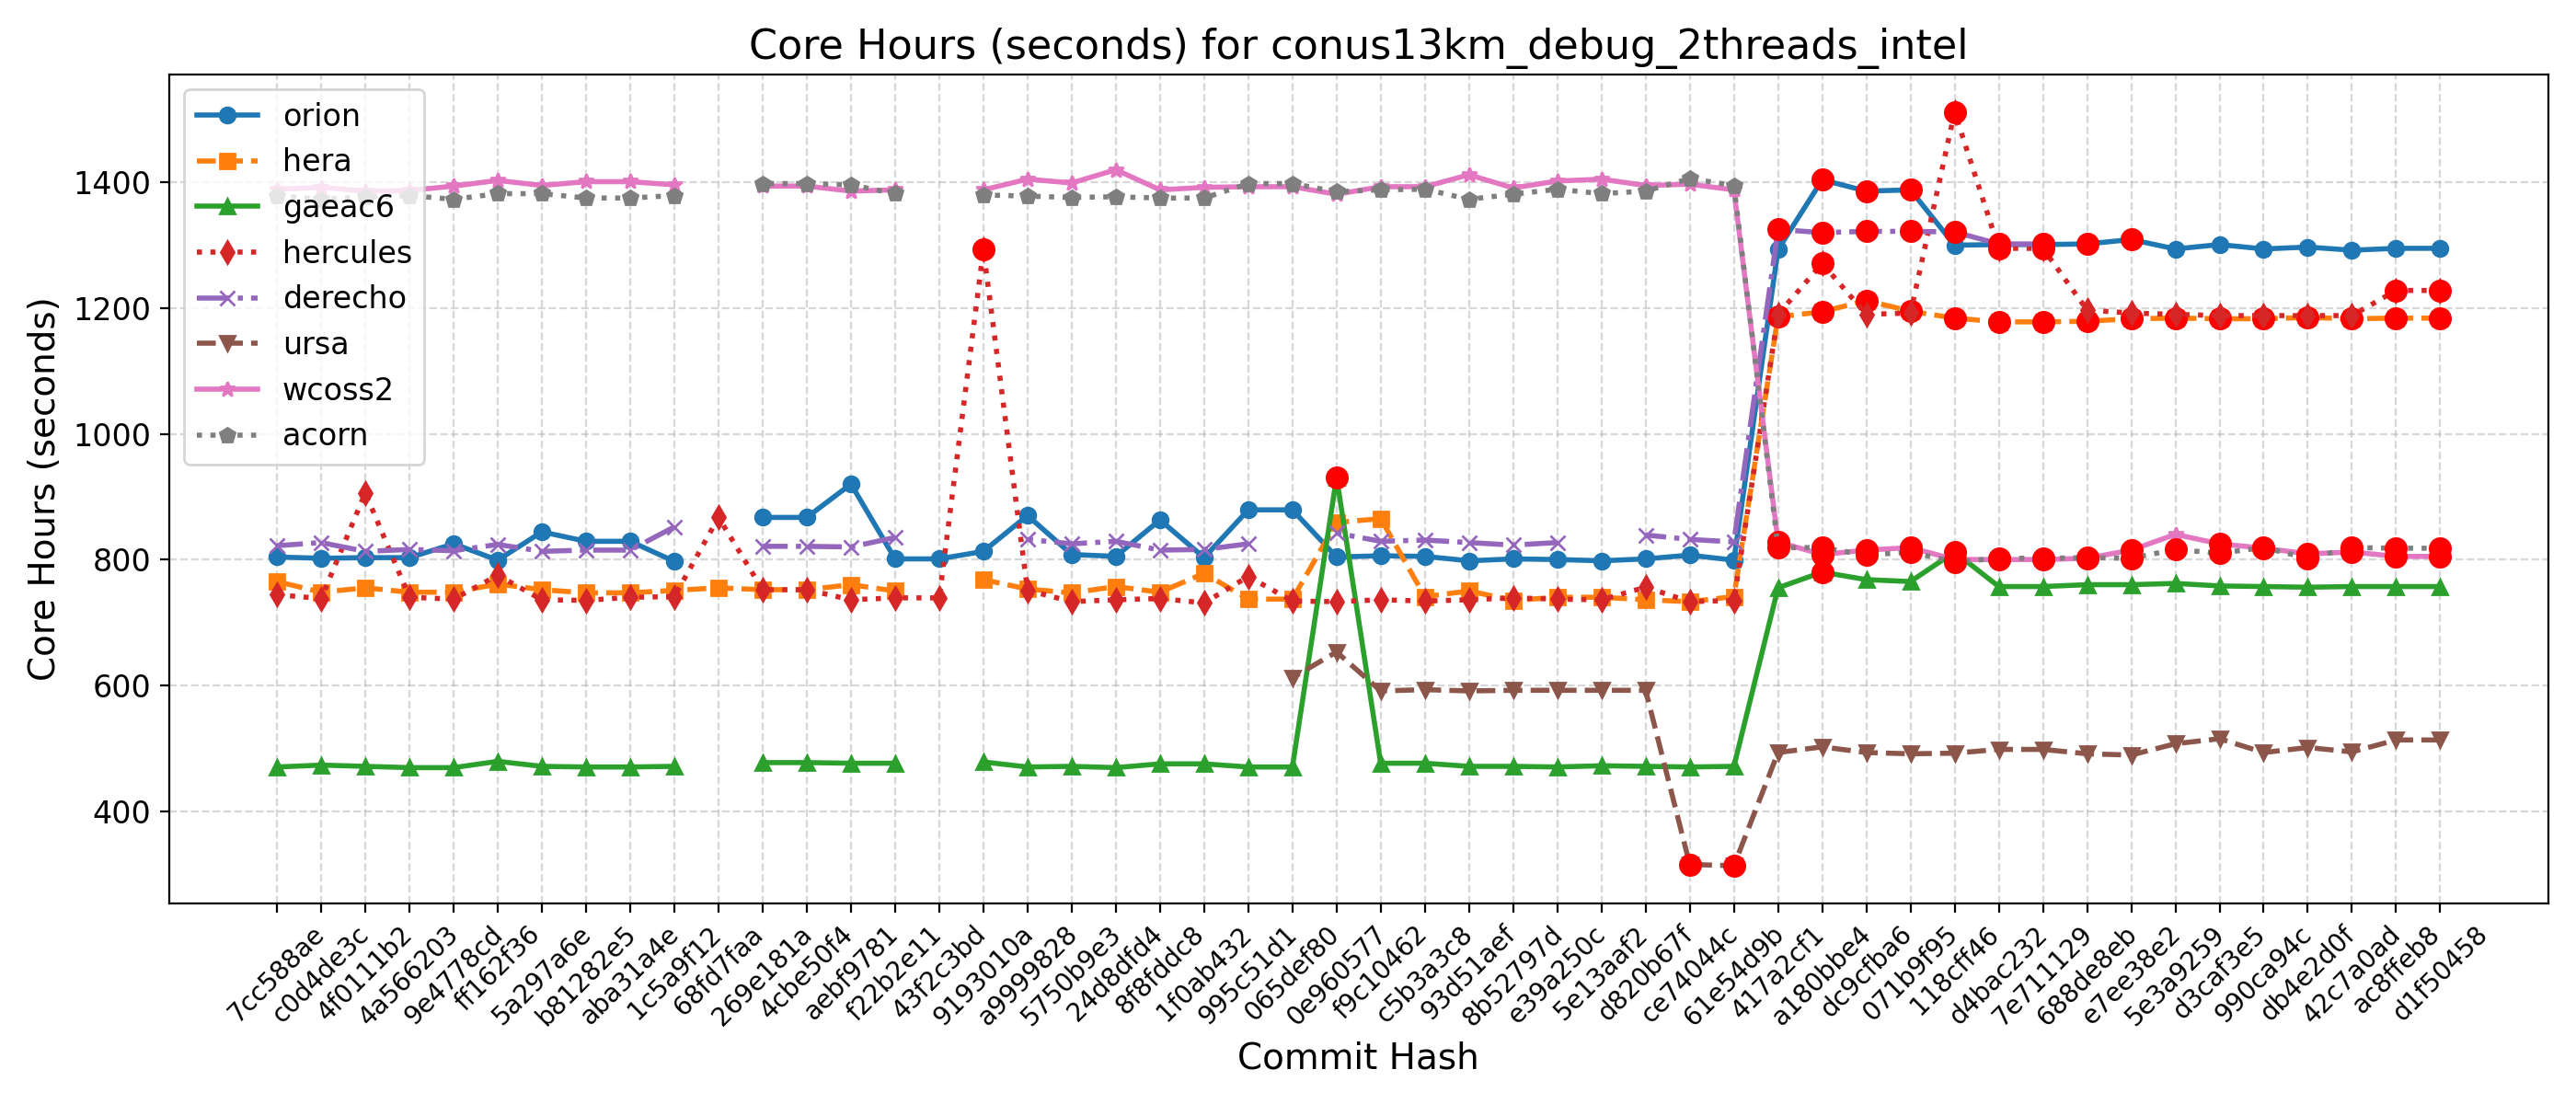 Core Hours (seconds) for conus13km_debug_2threads_intel
Core Hours (seconds)
1400
1200
1000
800
600
400
orion
hera
gaeac6
hercules
derecho
ursa
wcoss2
acorn
7cc588ae
c0d4de3c
4f0111b2
4a566203
9e4778cd
ff162f36
5a297a6e
b81282e5
aba31a4e
1c5a9f12
68fd7faa
269e181a
4cbe50f4
aebf9781
f22b2e11
43f2c3bd
9193010a
a9999828
5750b9e3
24d8dfd4
8f8fddc8
1f0ab432
995c51d1
065def80
0e960577
f9c10462
c5b3a3c8
93d51aef
8b52797d
e39a250c
5e13aaf2
d820b67f
ce74044c
61e54d9b
417a2cf1
a180bbe4
dc9cfba6
071b9f95
118cff46
d4bac232
7e711129
688de8eb
e7ee38e2
5e3a9259
d3caf3e5
990ca94c
db4e2d0f
42c7a0ad
ac8ffeb8
d1f50458
Commit Hash